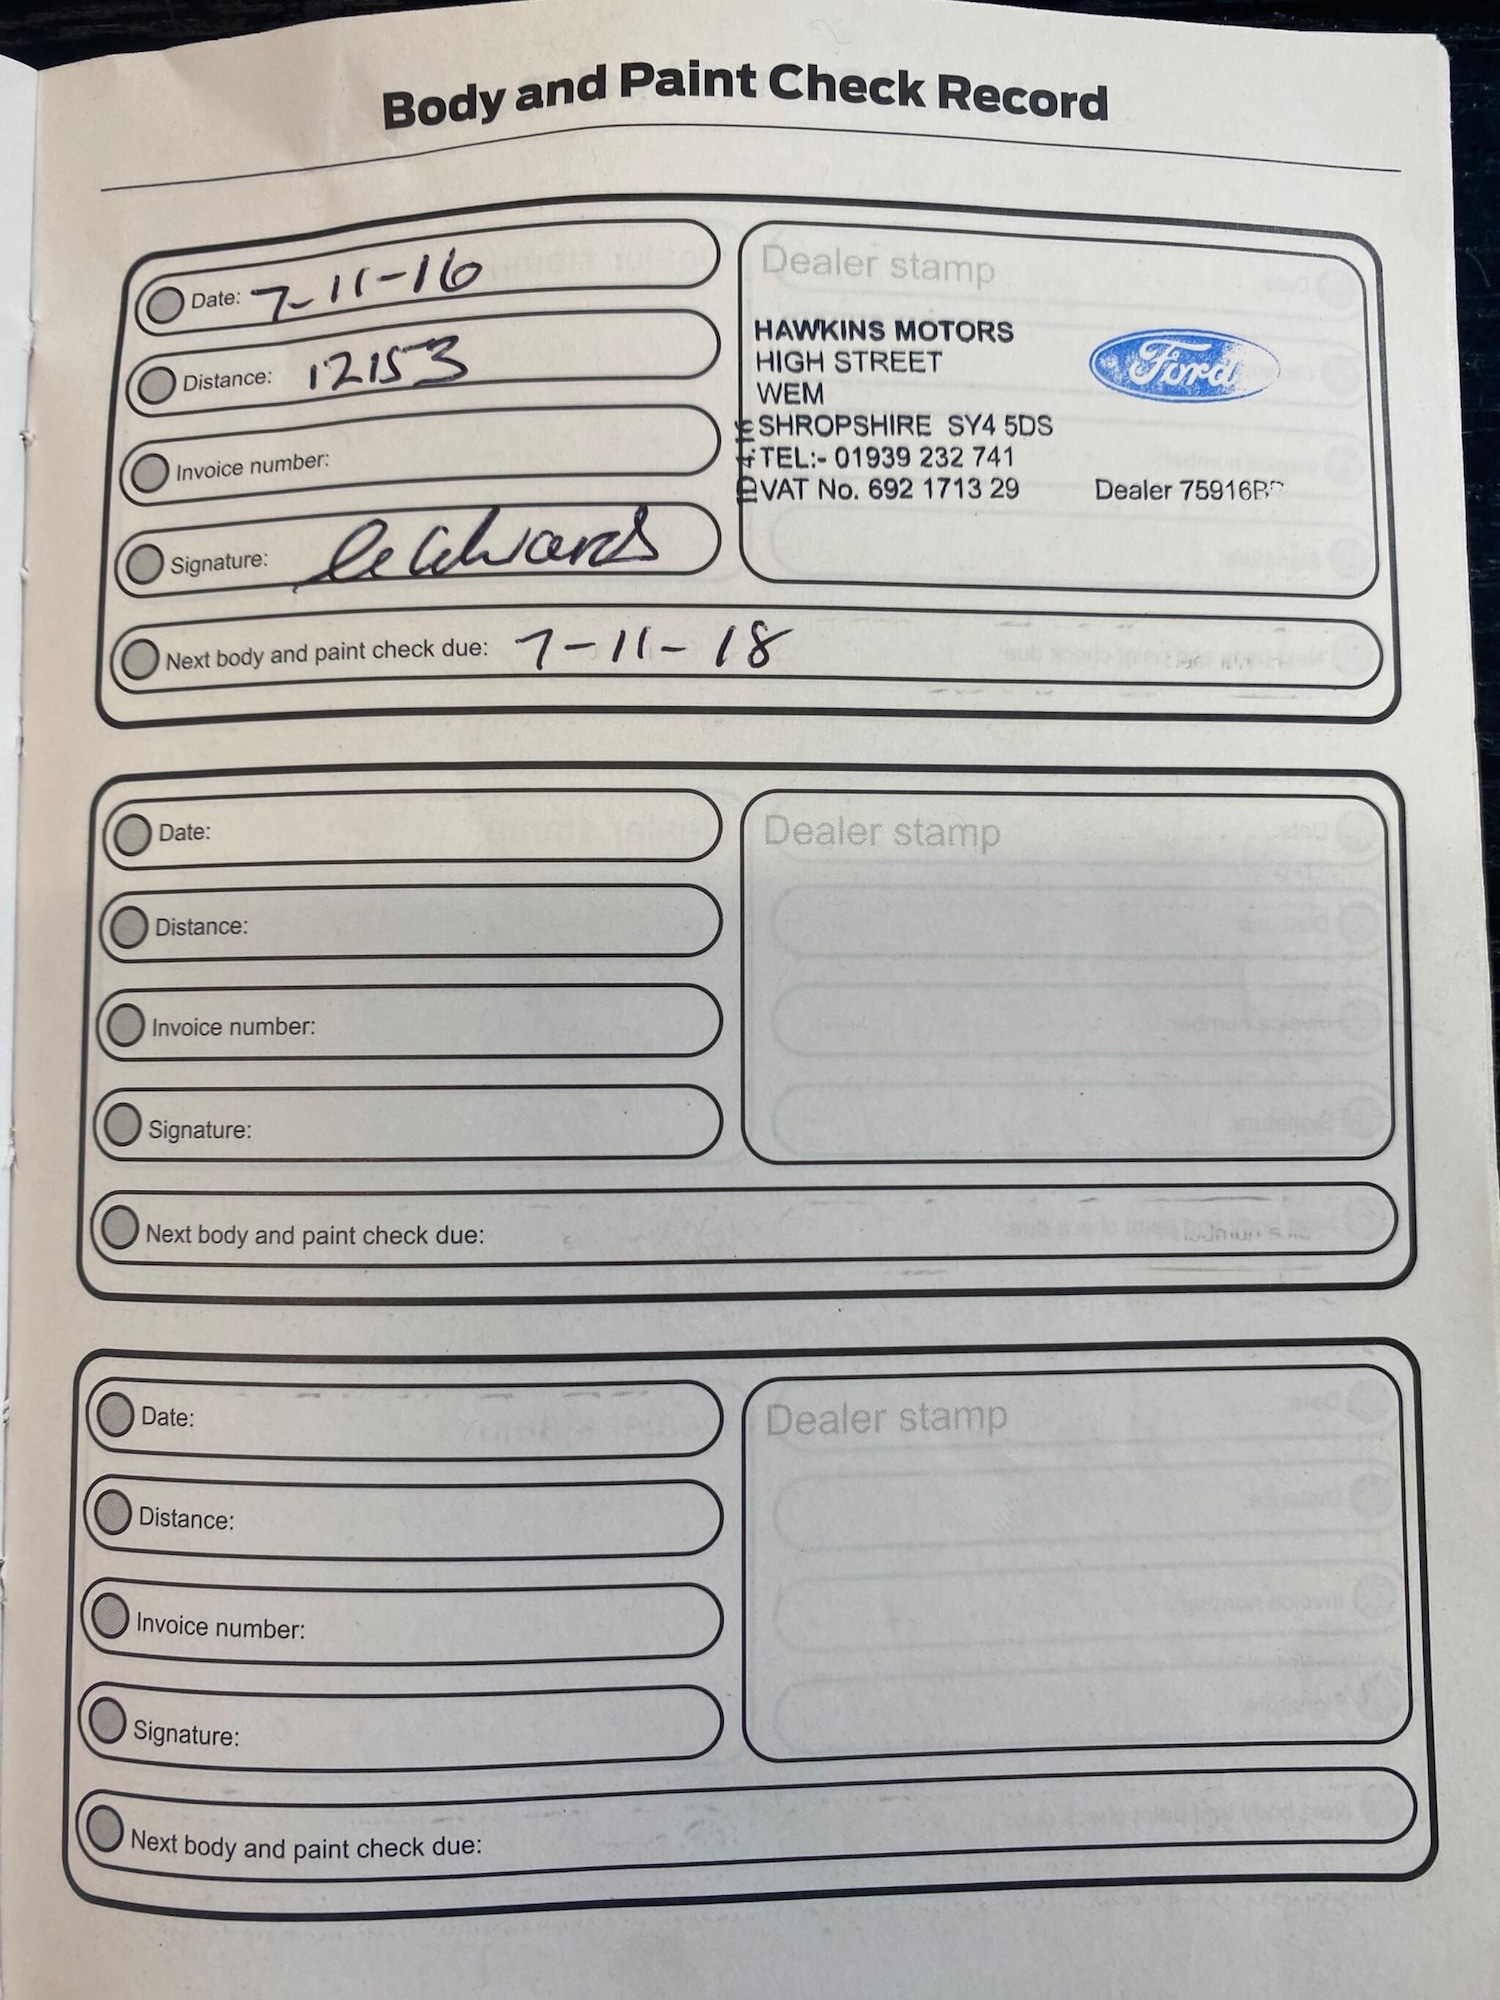 Body and Paint Check Record
Date: 7-11-16
Distance: 12153
Invoice number:
Signature:
Dealer stamp
HAWKINS MOTORS
HIGH STREET
WEM
SHROPSHIRE SY4 5DS
TEL:- 01939 232 741
VAT No. 692 1713 29
Ford
Dealer
Next body and paint check due: 7-11-18
Date:
Distance:
Invoice number:
Signature:
Dealer stamp
Next body and paint check due:
Date:
Distance:
Invoice number:
Signature:
Dealer stamp
Next body and paint check due: